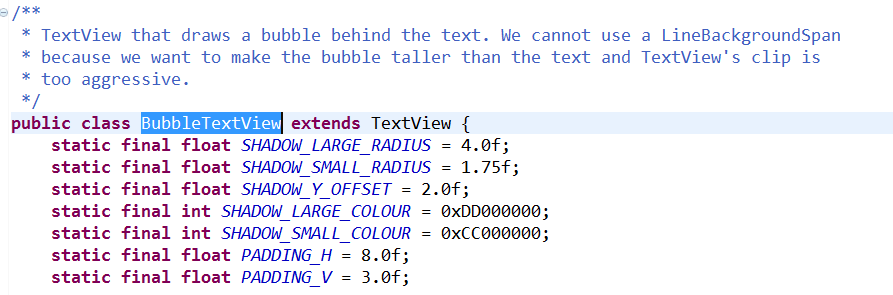 /**
 * TextView that draws a bubble behind the text. We cannot use a LineBackgroundSpan
 * because we want to make the bubble taller than the text and TextView's clip is
 * too aggressive.
 */
public class BubbleTextView extends TextView {
    static final float SHADOW_LARGE_RADIUS = 4.0f;
    static final float SHADOW_SMALL_RADIUS = 1.75f;
    static final float SHADOW_Y_OFFSET = 2.0f;
    static final int SHADOW_LARGE_COLOUR = 0xDD000000;
    static final int SHADOW_SMALL_COLOUR = 0xCC000000;
    static final float PADDING_H = 8.0f;
    static final float PADDING_V = 3.0f;